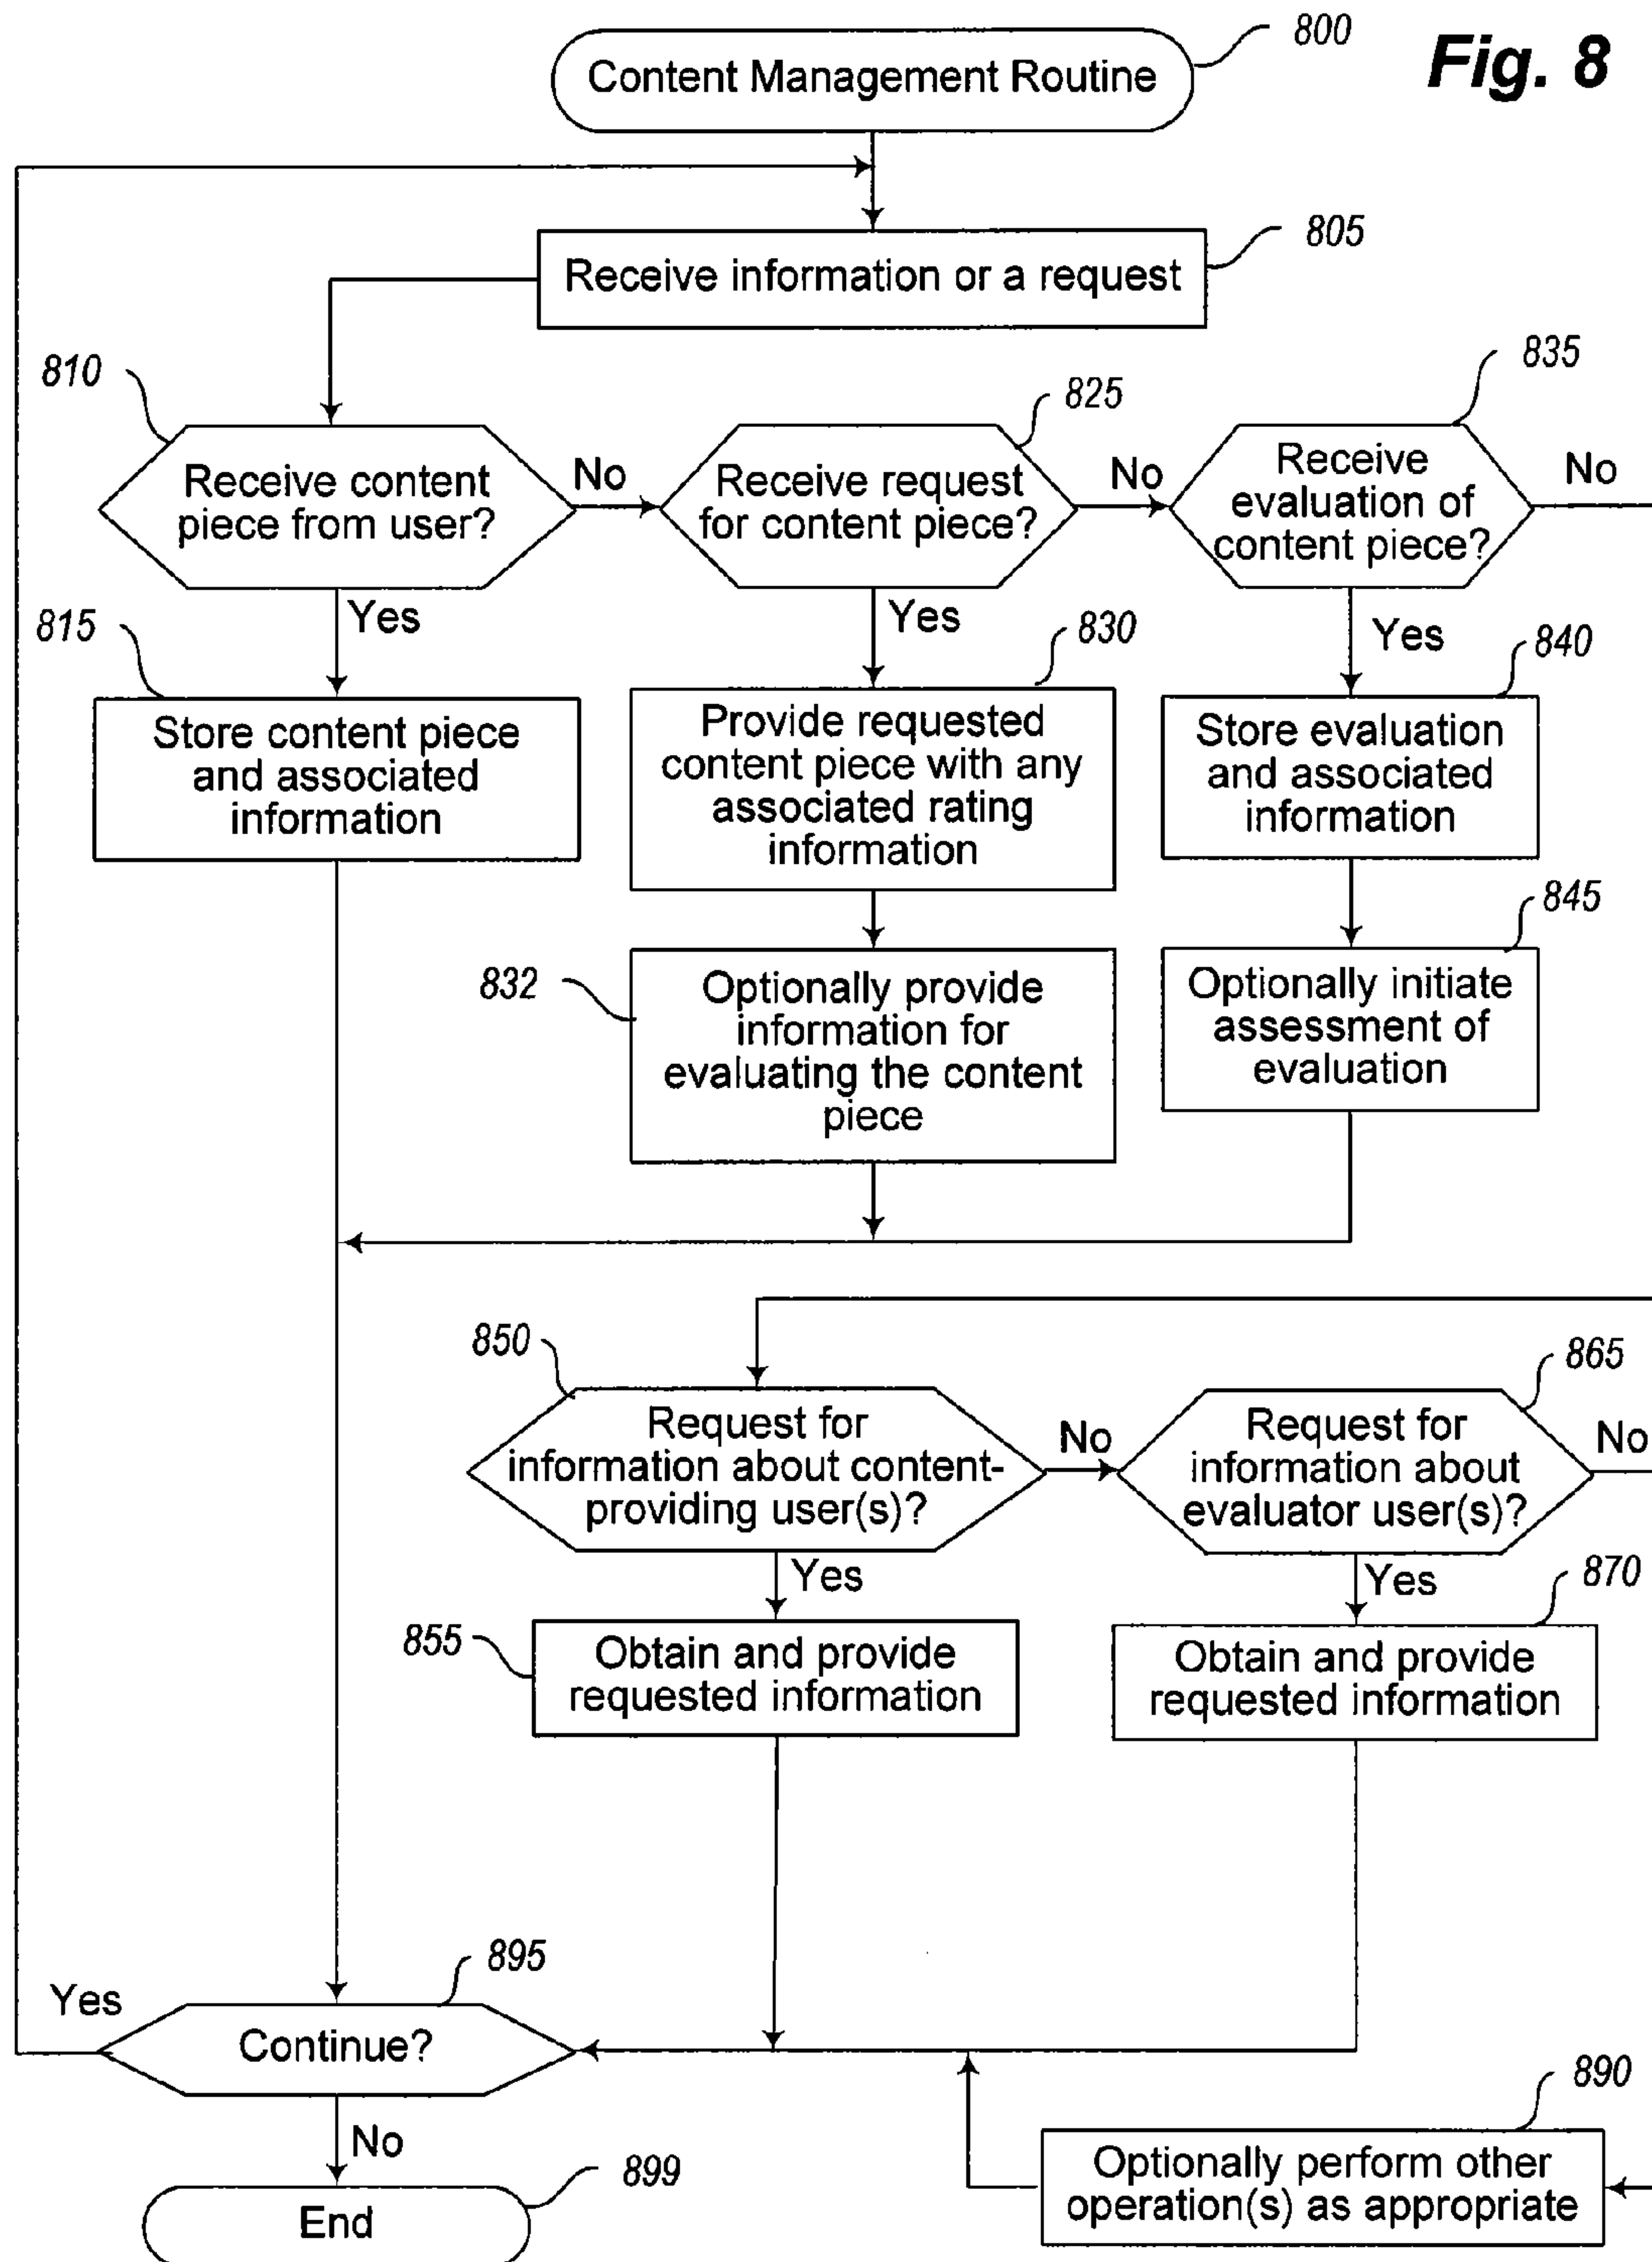 800
Fig. 8
Content Management Routine
805
Receive information or a request
810
825
835
Receive content
piece from user?
No
Receive request
for content piece?
No
Receive
evaluation of
content piece?
No
Yes
Yes
Yes
815
830
840
Store content piece
and associated
information
Provide requested
content piece with any
associated rating
information
Store evaluation
and associated
information
845
832
Optionally provide
information for
evaluating the content
piece
Optionally initiate
assessment of
evaluation
850
865
Request for
information about content-
providing user(s)?
No
Request for
information about
evaluator user(s)?
No
Yes
Yes
870
855
Obtain and provide
requested information
Obtain and provide
requested information
895
Yes
Continue?
890
No
Optionally perform other
operation(s) as appropriate
899
End